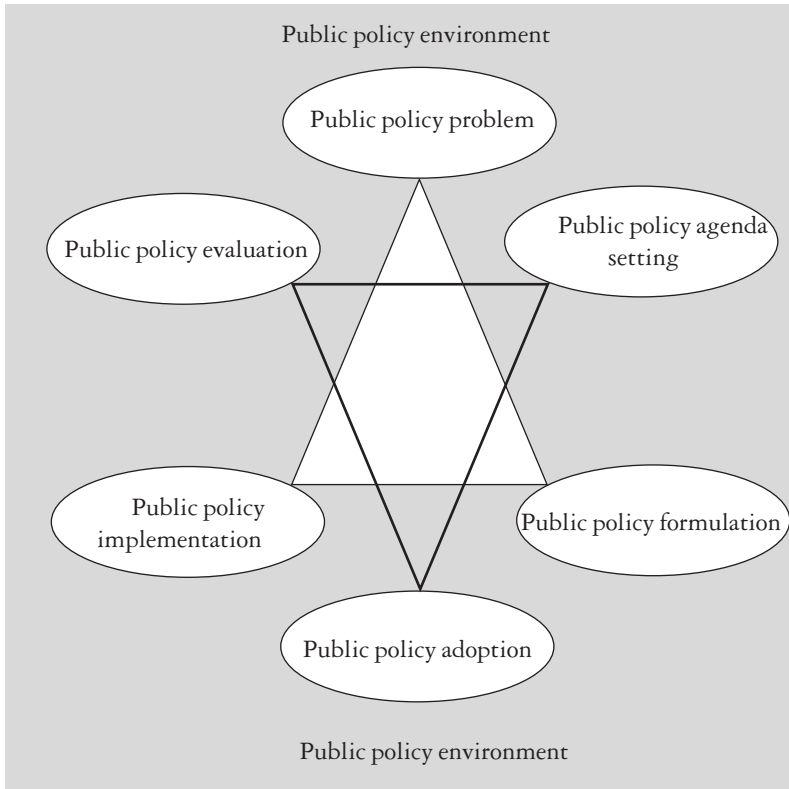 Public policy environment
Public policy problem
Public policy agenda
setting
Public policy evaluation
Public policy
implementation
Public policy formulation
Public policy adoption
Public policy environment